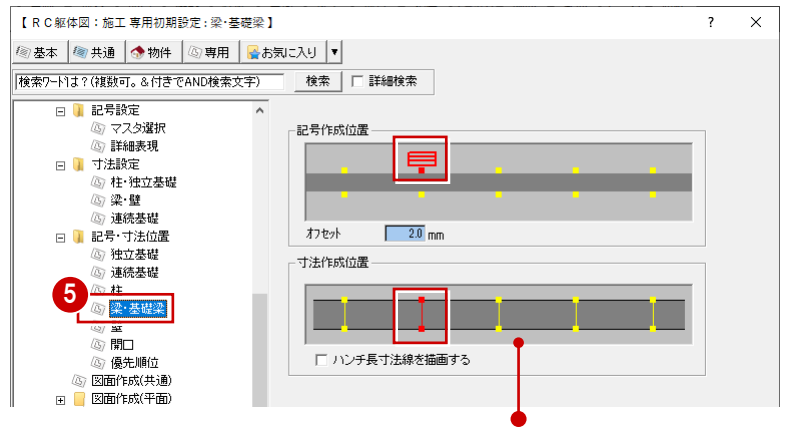 【 RC躯体図：施工 専用初期設定 : 梁･基礎梁 】 ? ×
基本 共通 物件 専用 お気に入り ▼
検索ワードは？(複数可。＆付きでAND検索文字) 検索 詳細検索
記号設定
マスタ選択
詳細表現
寸法設定
柱･独立基礎
梁･壁
連続基礎
記号･寸法位置
独立基礎
連続基礎
柱
5
梁･基礎梁
壁
開口
優先順位
図面作成(共通)
図面作成(平面)
記号作成位置
オフセット 2.0 mm
寸法作成位置
ハンチ長寸法線を描画する